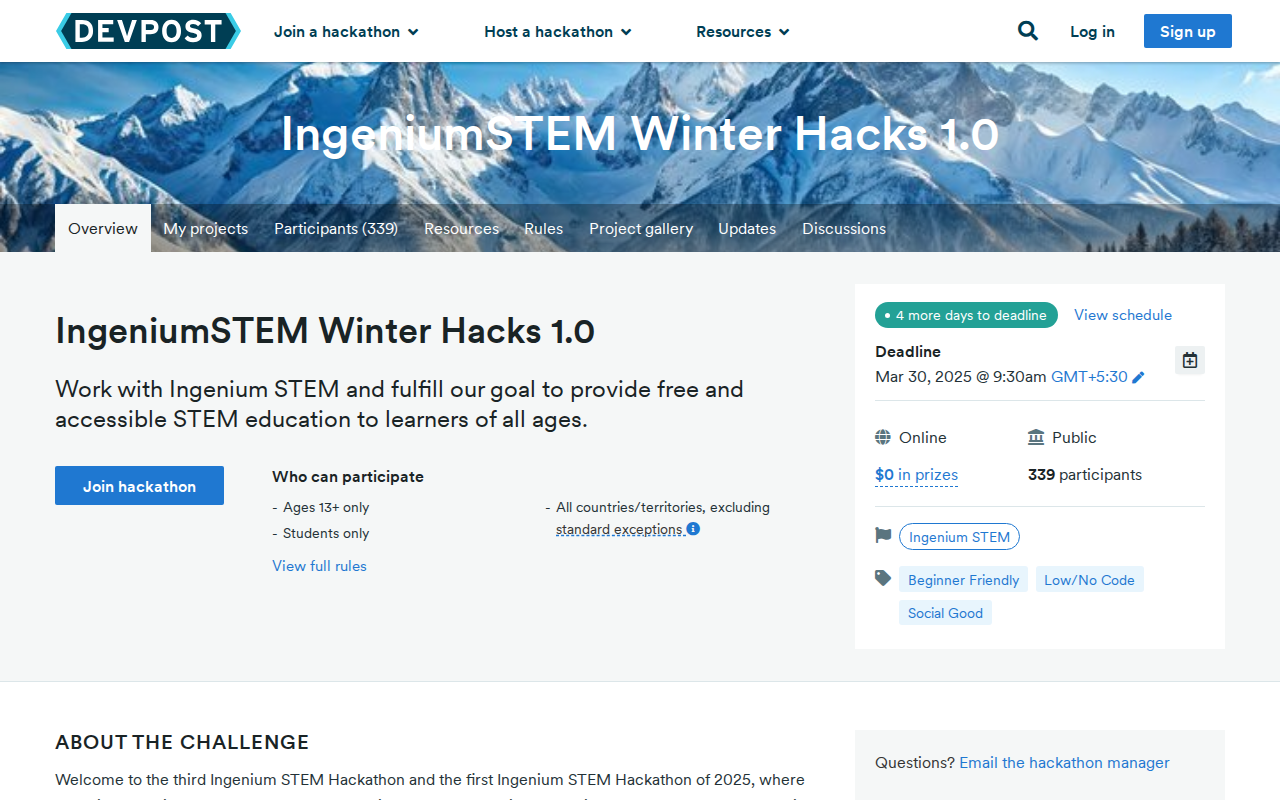 DEVPOST
Join a hackathon
Host a hackathon
Resources
Log in
Sign up
IngeniumSTEM Winter Hacks 1.0
Overview
My projects
Participants (339)
Resources
Rules
Project gallery
Updates
Discussions
IngeniumSTEM Winter Hacks 1.0
Work with Ingenium STEM and fulfill our goal to provide free and
accessible STEM education to learners of all ages.
Join hackathon
Who can participate
- Ages 13+ only
- Students only
- All countries/territories, excluding
standard exceptions
View full rules
4 more days to deadline
View schedule
Deadline
Mar 30, 2025 @ 9:30am GMT+5:30
Online
Public
$0 in prizes
339 participants
Ingenium STEM
Beginner Friendly
Low/No Code
Social Good
ABOUT THE CHALLENGE
Welcome to the third Ingenium STEM Hackathon and the first Ingenium STEM Hackathon of 2025, where
Questions? Email the hackathon manager